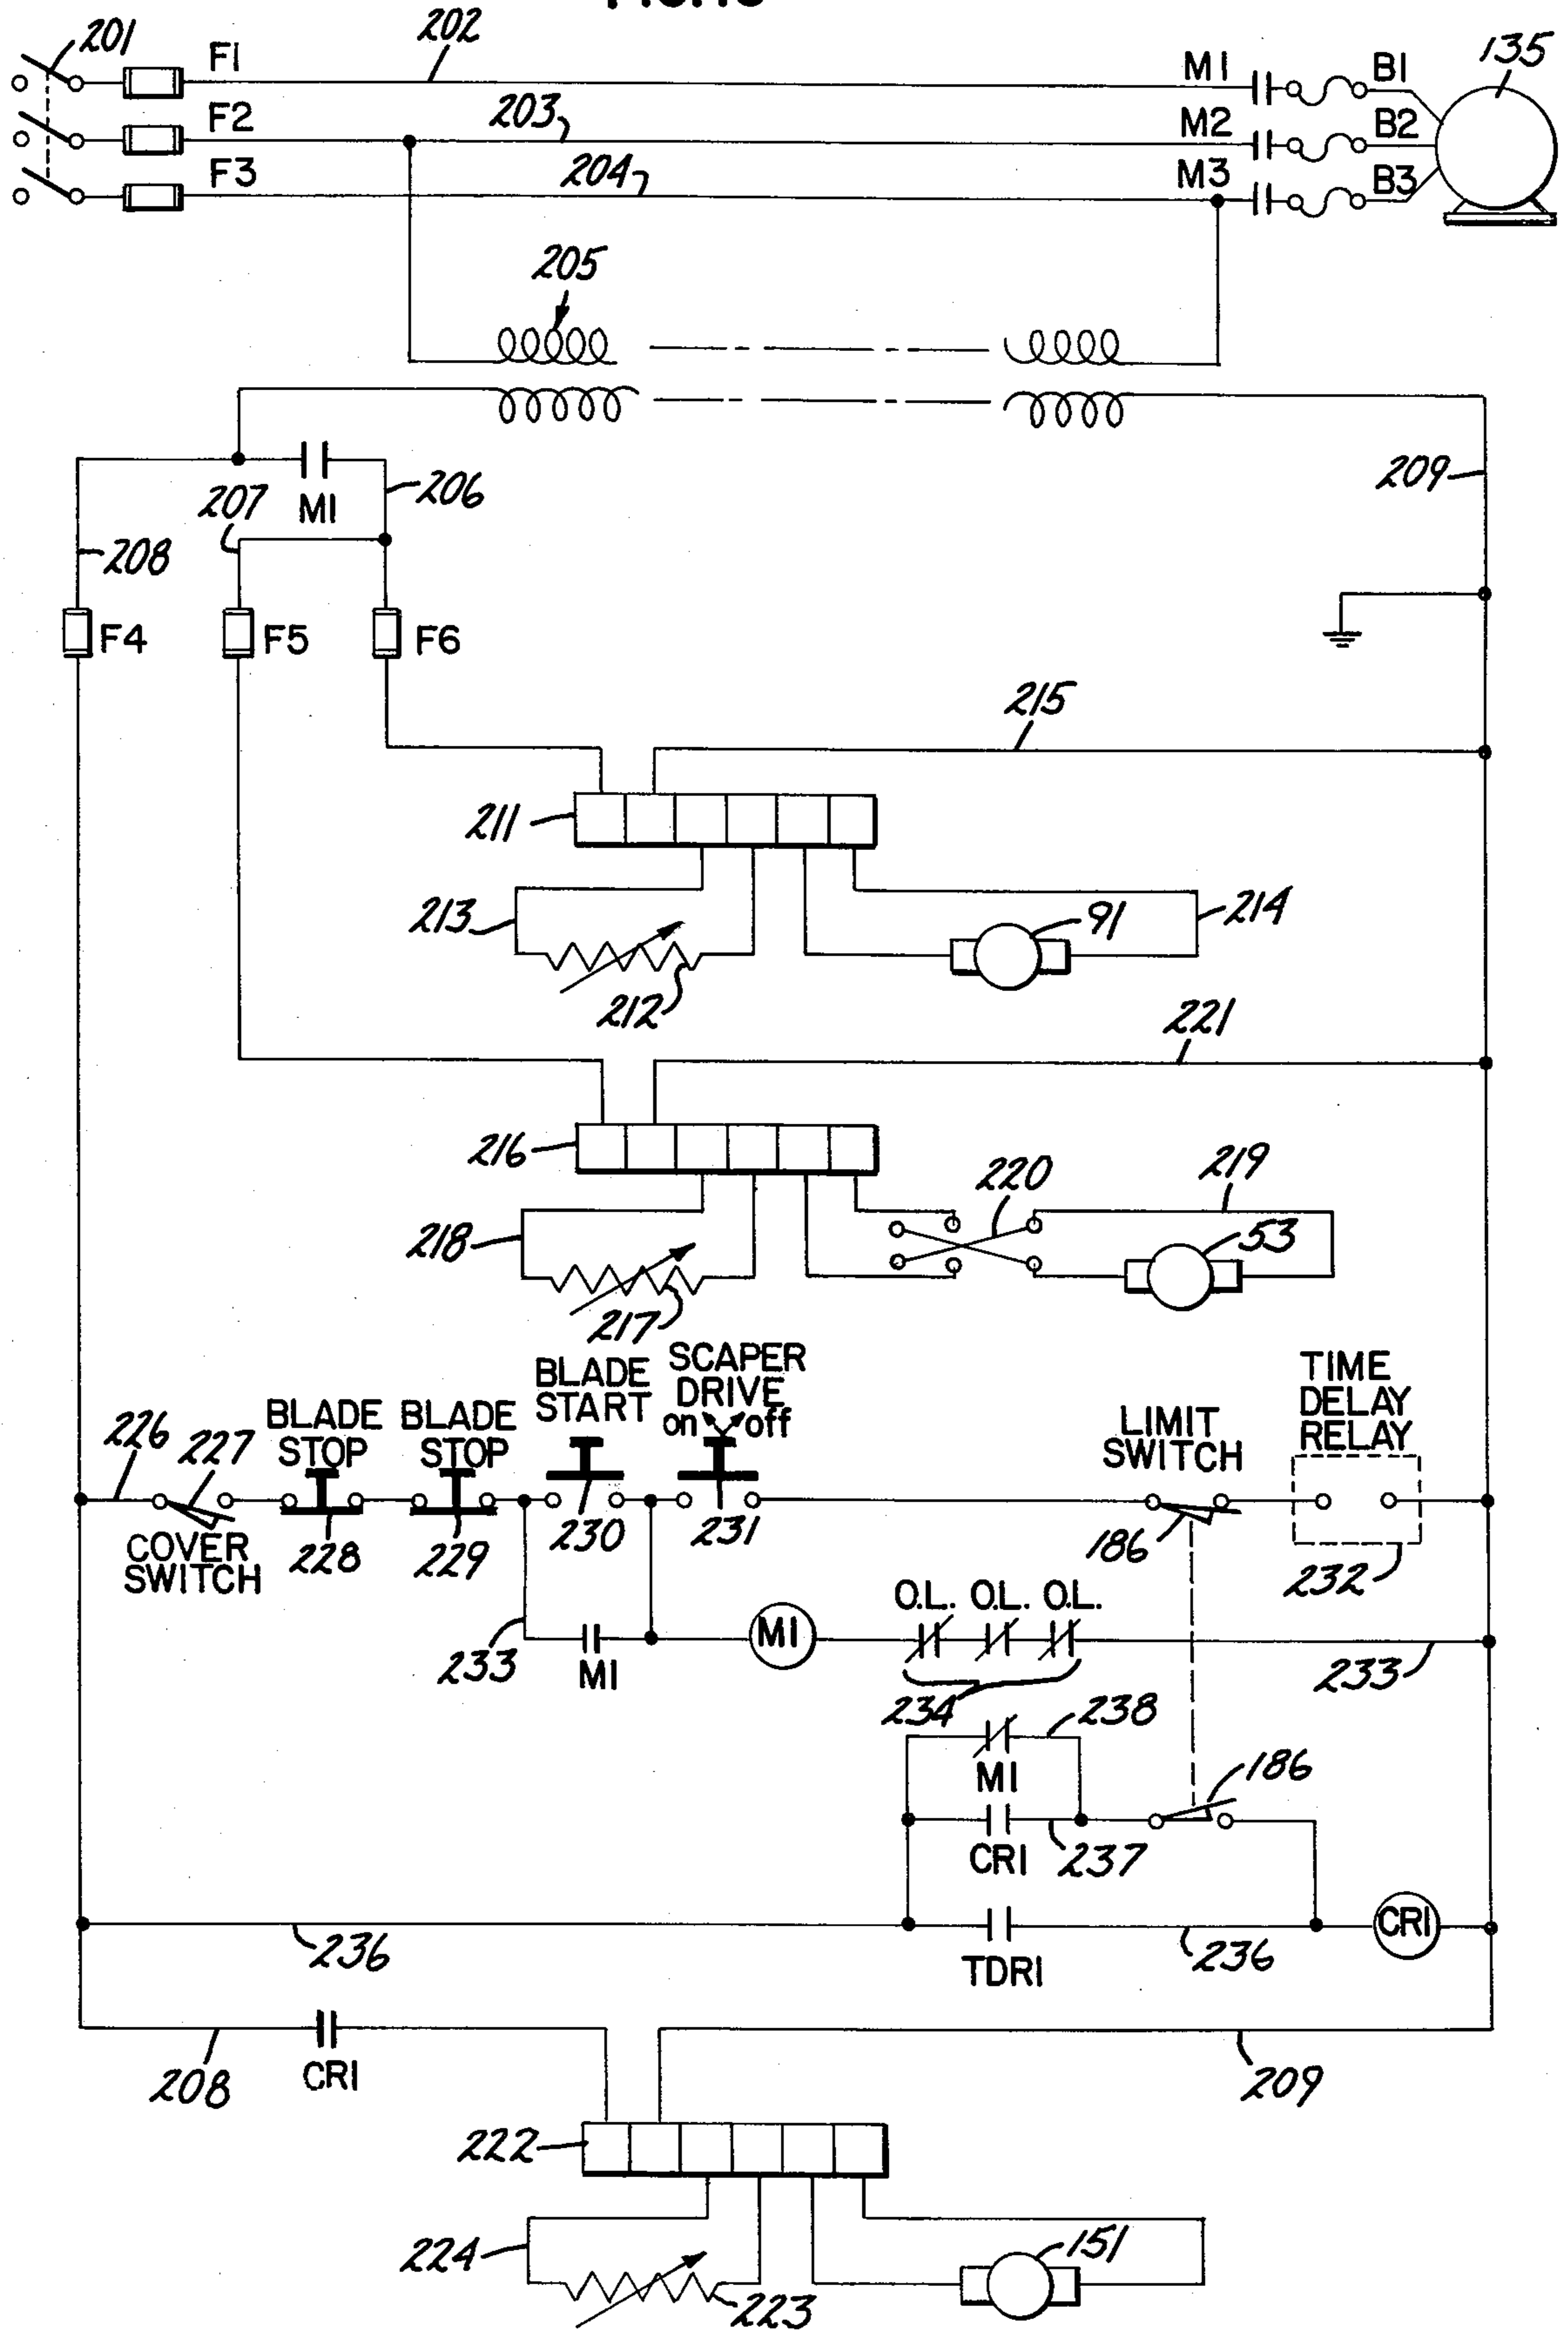 201
F1
202
M1
B1
135
F2
203
M2
B2
F3
204
M3
B3
205
206
209
207
M1
208
F4
F5
F6
215
211
213
91
214
212
221
216
220
219
218
53
217
BLADE
START
SCAPER
DRIVE
on off
TIME
DELAY
RELAY
226
227
BLADE
STOP
BLADE
STOP
LIMIT
SWITCH
COVER
SWITCH
228
229
230
231
186
232
O.L. O.L. O.L.
M1
233
M1
234
233
238
M1
186
CR1
237
CR1
236
TDR1
236
208
CR1
209
222
224
151
223